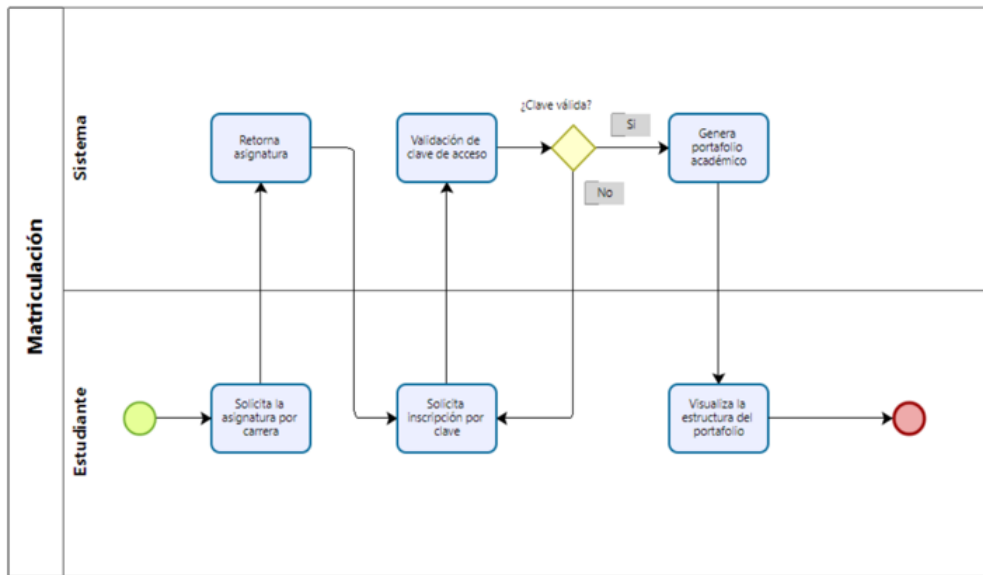 Matriculación
Sistema
Retorna
asignatura
Validación de
clave de acceso
¿Clave válida?
Si
No
Genera
portafolio
académico
Estudiante
Solicita la
asignatura por
carrera
Solicita
inscripción por
clave
Visualiza la
estructura del
portafolio